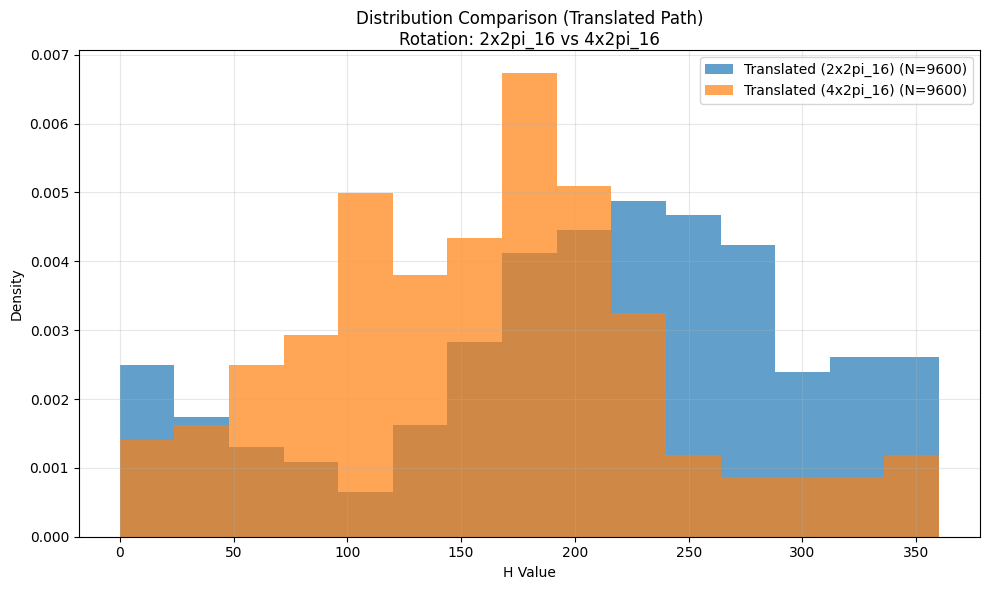 Distribution Comparison (Translated Path)
Rotation: 2x2pi_16 vs 4x2pi_16
Translated (2x2pi_16) (N=9600)
Translated (4x2pi_16) (N=9600)
Density
0.007
0.006
0.005
0.004
0.003
0.002
0.001
0.000
0 50 100 150 200 250 300 350
H Value